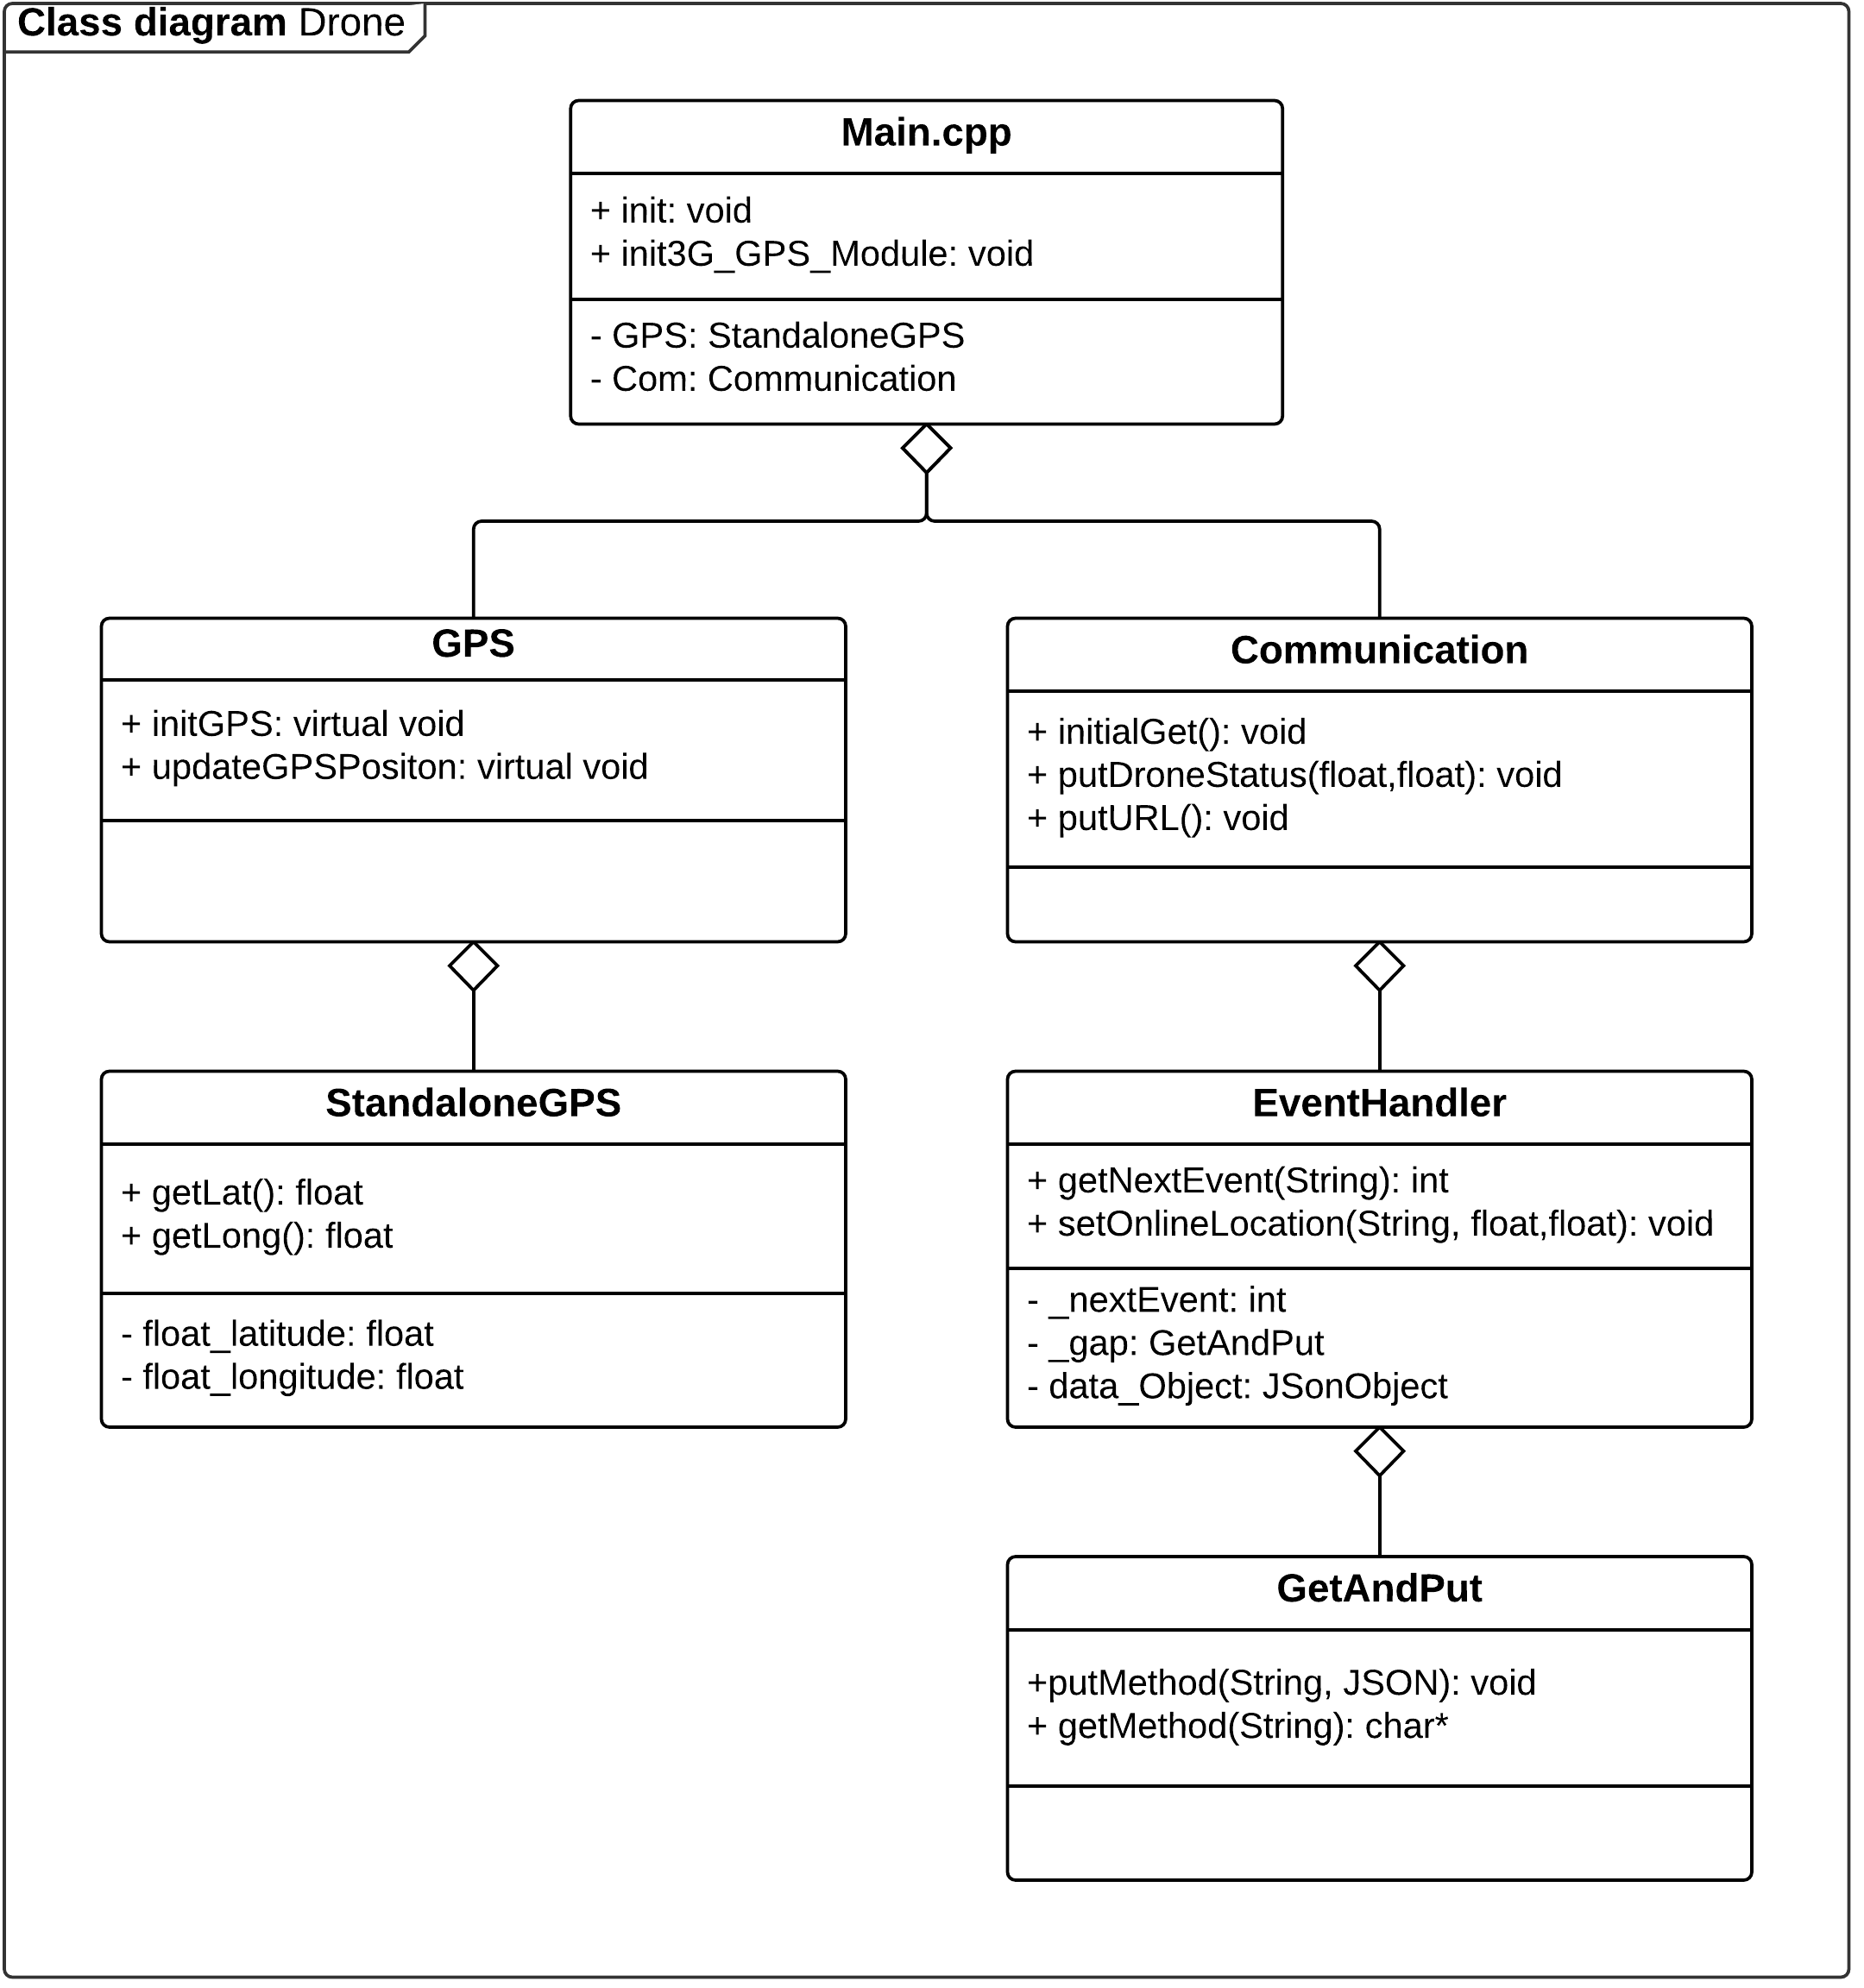 Class diagram Drone
Main.cpp
+ init: void
+ init3G_GPS_Module: void
- GPS: StandaloneGPS
- Com: Communication
GPS
+ initGPS: virtual void
+ updateGPSPositon: virtual void
Communication
+ initialGet(): void
+ putDroneStatus(float,float): void
+ putURL(): void
StandaloneGPS
+ getLat(): float
+ getLong(): float
- float_latitude: float
- float_longitude: float
EventHandler
+ getNextEvent(String): int
+ setOnlineLocation(String, float,float): void
- _nextEvent: int
- _gap: GetAndPut
- data_Object: JSonObject
GetAndPut
+putMethod(String, JSON): void
+ getMethod(String): char*